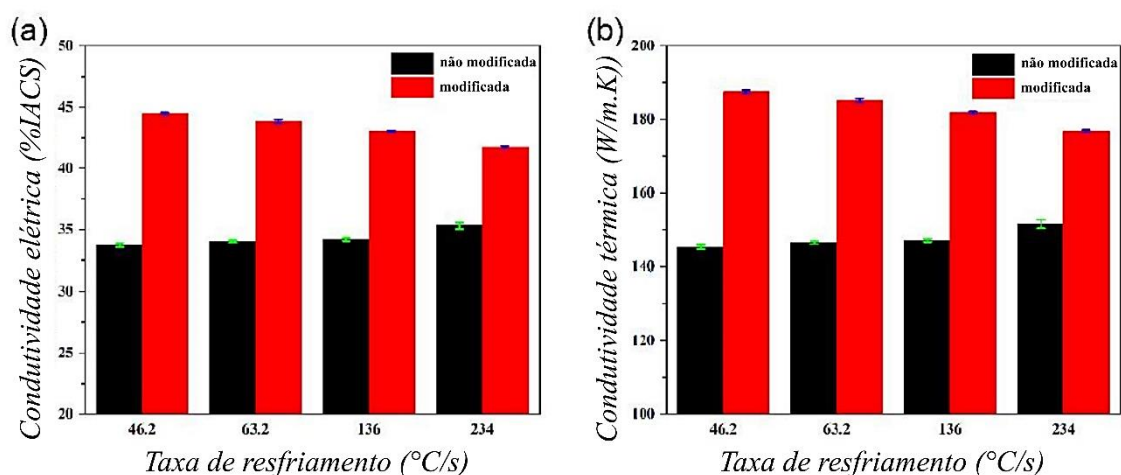 (a)
Condutividade elétrica (%IACS)
50
45
40
35
30
25
20
não modificada
modificada
46.2
63.2
136
234
Taxa de resfriamento (°C/s)
(b)
Condutividade térmica (W/m.K))
200
180
160
140
120
100
não modificada
modificada
46.2
63.2
136
234
Taxa de resfriamento (°C/s)